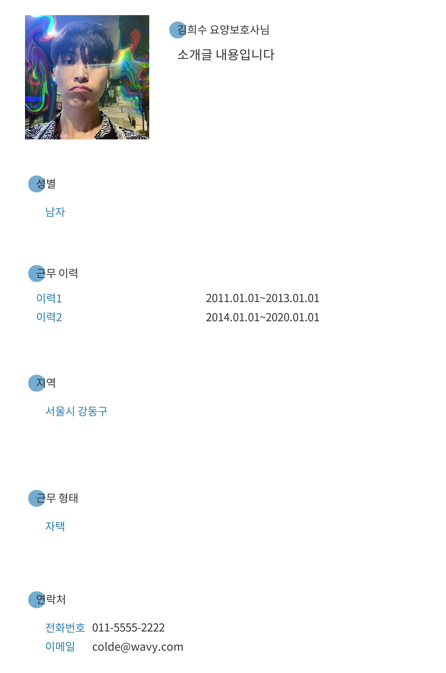 김희수 요양보호사님
소개글 내용입니다
성별
남자
근무 이력
이력1 2011.01.01~2013.01.01
이력2 2014.01.01~2020.01.01
지역
서울시 강동구
근무 형태
자택
연락처
전화번호 011-5555-2222
이메일 colde@wavy.com